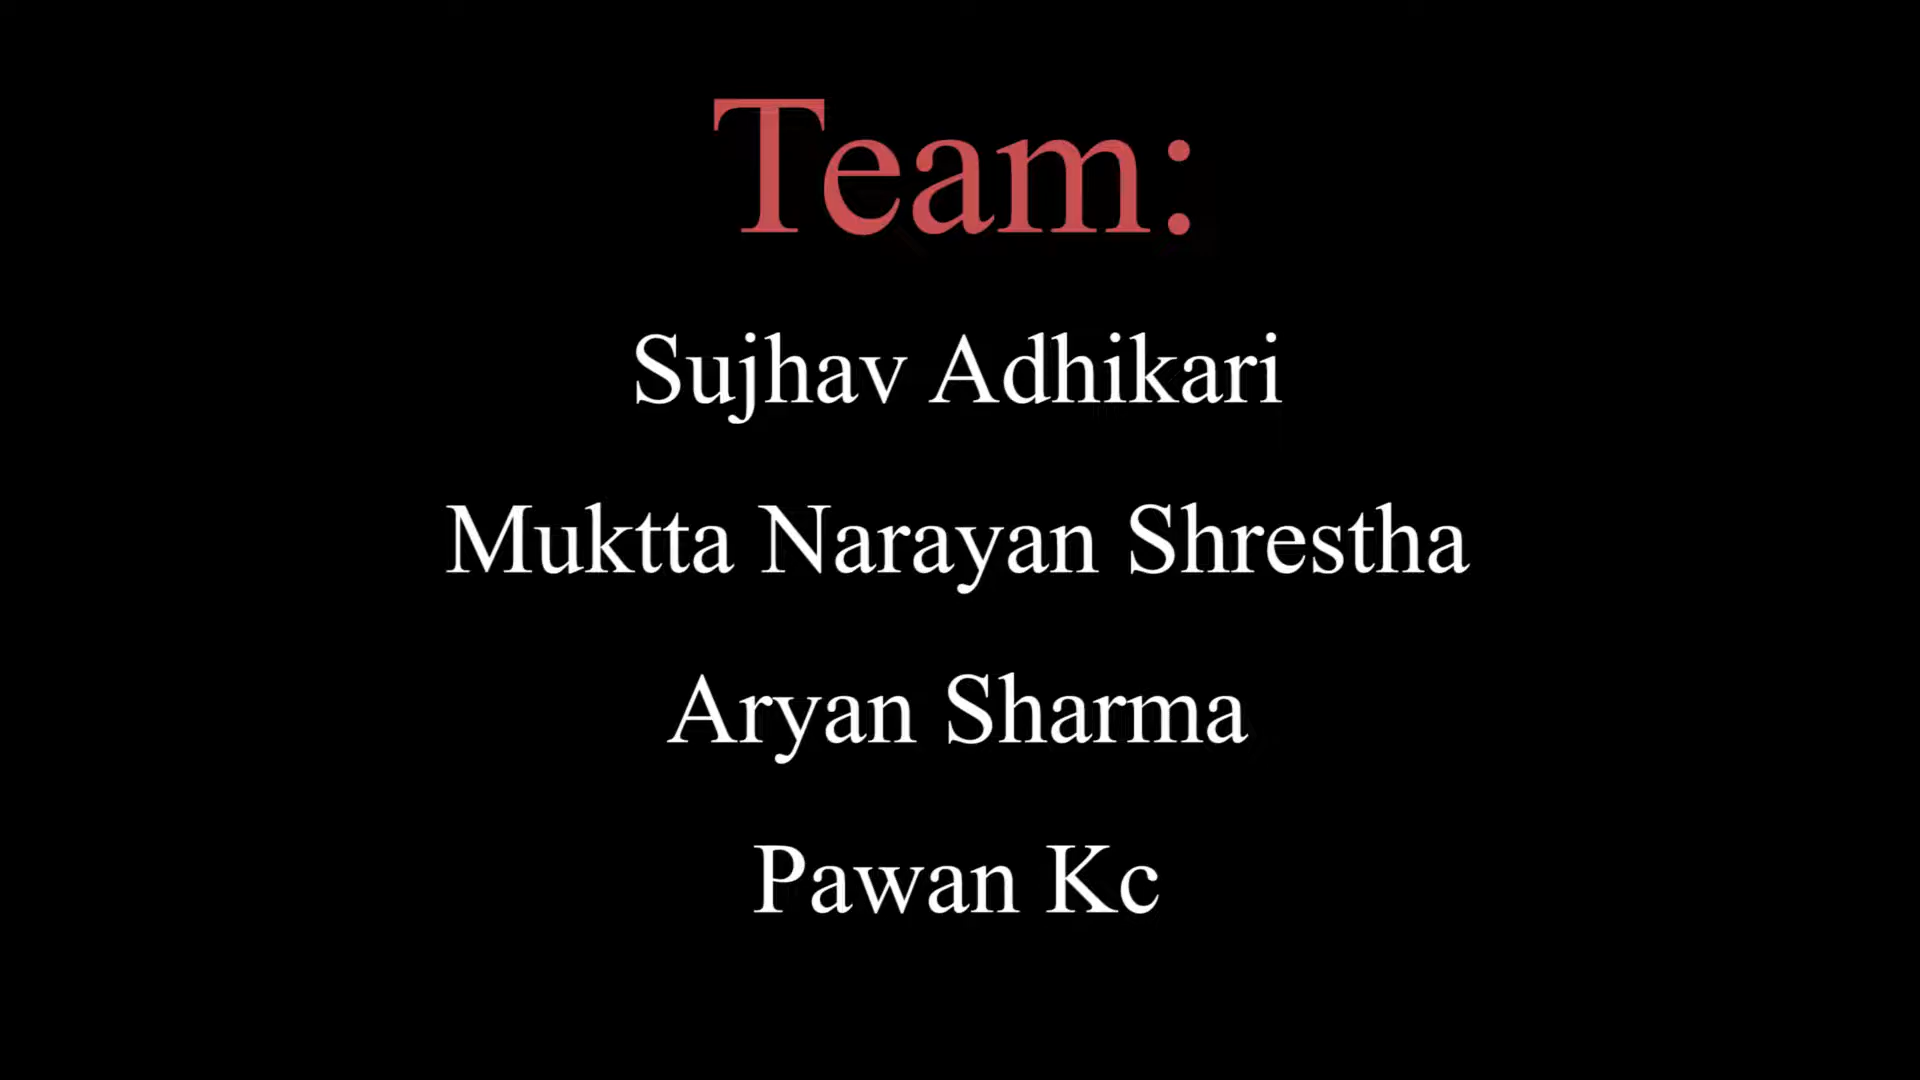 Team:
Sujhav Adhikari
Muktta Narayan Shrestha
Aryan Sharma
Pawan Kc